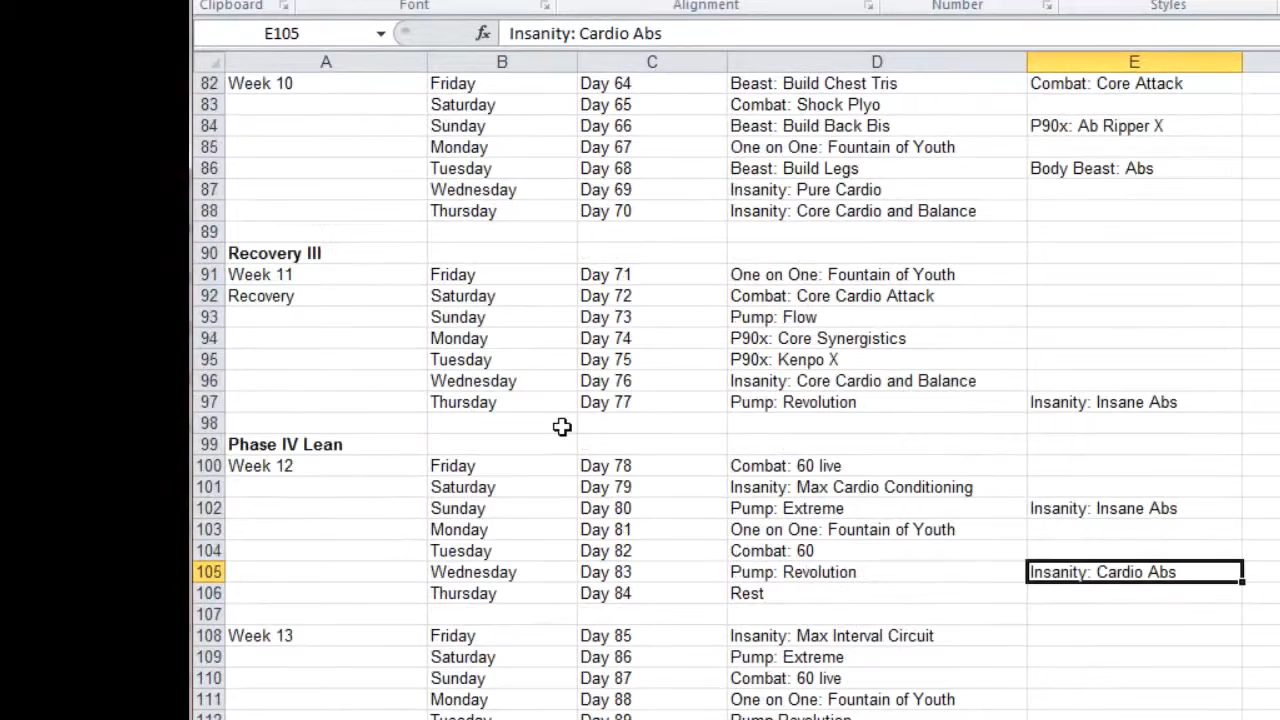 Clipboard Font Alignment Number Styles
E105 fx Insanity: Cardio Abs
A B C D E
82 Week 10 Friday Day 64 Beast: Build Chest Tris Combat: Core Attack
83 Saturday Day 65 Combat: Shock Plyo
84 Sunday Day 66 Beast: Build Back Bis P90x: Ab Ripper X
85 Monday Day 67 One on One: Fountain of Youth
86 Tuesday Day 68 Beast: Build Legs Body Beast: Abs
87 Wednesday Day 69 Insanity: Pure Cardio
88 Thursday Day 70 Insanity: Core Cardio and Balance
89
90 Recovery III
91 Week 11 Friday Day 71 One on One: Fountain of Youth
92 Recovery Saturday Day 72 Combat: Core Cardio Attack
93 Sunday Day 73 Pump: Flow
94 Monday Day 74 P90x: Core Synergistics
95 Tuesday Day 75 P90x: Kenpo X
96 Wednesday Day 76 Insanity: Core Cardio and Balance
97 Thursday Day 77 Pump: Revolution Insanity: Insane Abs
98
99 Phase IV Lean
100 Week 12 Friday Day 78 Combat: 60 live
101 Saturday Day 79 Insanity: Max Cardio Conditioning
102 Sunday Day 80 Pump: Extreme Insanity: Insane Abs
103 Monday Day 81 One on One: Fountain of Youth
104 Tuesday Day 82 Combat: 60
105 Wednesday Day 83 Pump: Revolution Insanity: Cardio Abs
106 Thursday Day 84 Rest
107
108 Week 13 Friday Day 85 Insanity: Max Interval Circuit
109 Saturday Day 86 Pump: Extreme
110 Sunday Day 87 Combat: 60 live
111 Monday Day 88 One on One: Fountain of Youth
112 Tuesday Day 89 Pump Revolution